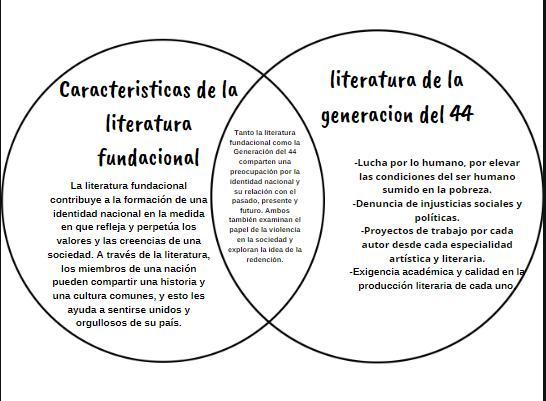 Caracteristicas de la
literatura
fundacional
La literatura fundacional
contribuye a la formación de una
identidad nacional en la medida
en que refleja y perpetúa los
valores y las creencias de una
sociedad. A través de la literatura,
los miembros de una nación
pueden compartir una historia y
una cultura comunes, y esto les
ayuda a sentirse unidos y
orgullosos de su país.
Tanto la literatura
fundacional como la
Generación del 44
comparten una
preocupación por la
identidad nacional y
su relación con el
pasado, presente y
futuro. Ambos
también examinan el
papel de la violencia
en la sociedad y
exploran la idea de la
redención.
literatura de la
generacion del 44
-Lucha por lo humano, por elevar
las condiciones del ser humano
sumido en la pobreza.
-Denuncia de injusticias sociales y
políticas.
-Proyectos de trabajo por cada
autor desde cada especialidad
artística y literaria.
-Exigencia académica y calidad en la
producción literaria de cada uno.